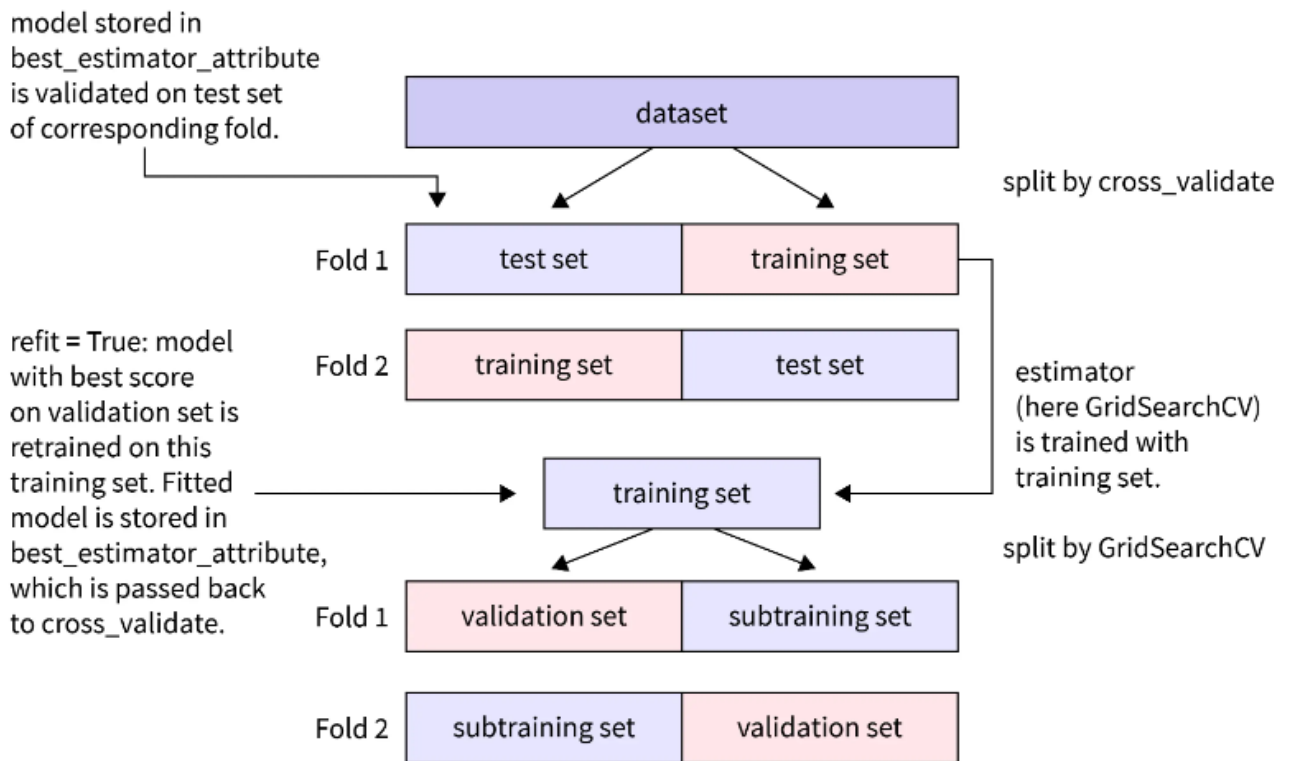 model stored in
best_estimator_attribute
is validated on test set
of corresponding fold.
dataset
split by cross_validate
Fold 1
test set
training set
Fold 2
training set
test set
refit = True: model
with best score
on validation set is
retrained on this
training set. Fitted
model is stored in
best_estimator_attribute,
which is passed back
to cross_validate.
estimator
(here GridSearchCV)
is trained with
training set.
training set
split by GridSearchCV
Fold 1
validation set
subtraining set
Fold 2
subtraining set
validation set